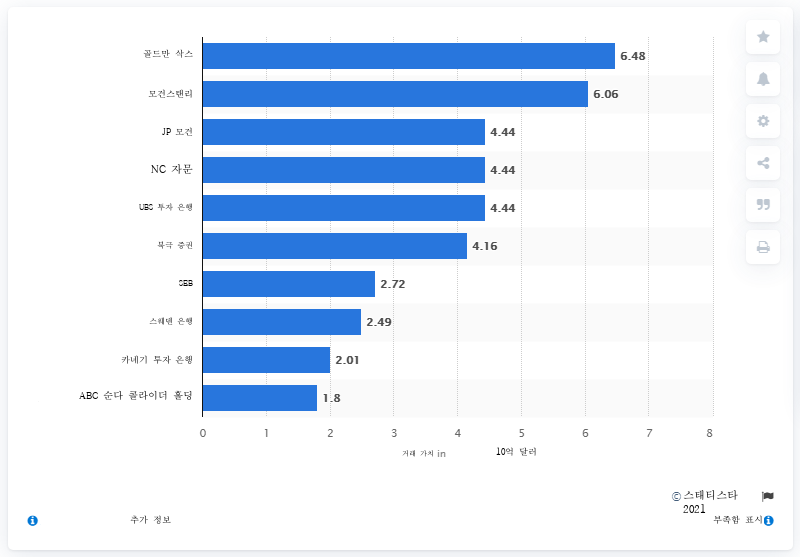 골드만 삭스 6.48
모건스탠리 6.06
JP 모건 4.44
NC 자문 4.44
UBS 투자 은행 4.44
북극 증권 4.16
SEB 2.72
스웨덴 은행 2.49
카네기 투자 은행 2.01
ABC 순다 콜라이더 홀딩 1.8
0 1 2 3 4 5 6 7 8
거래 가치 in 10억 달러
© 스태티스타
2021
추가 정보 부족함 표시